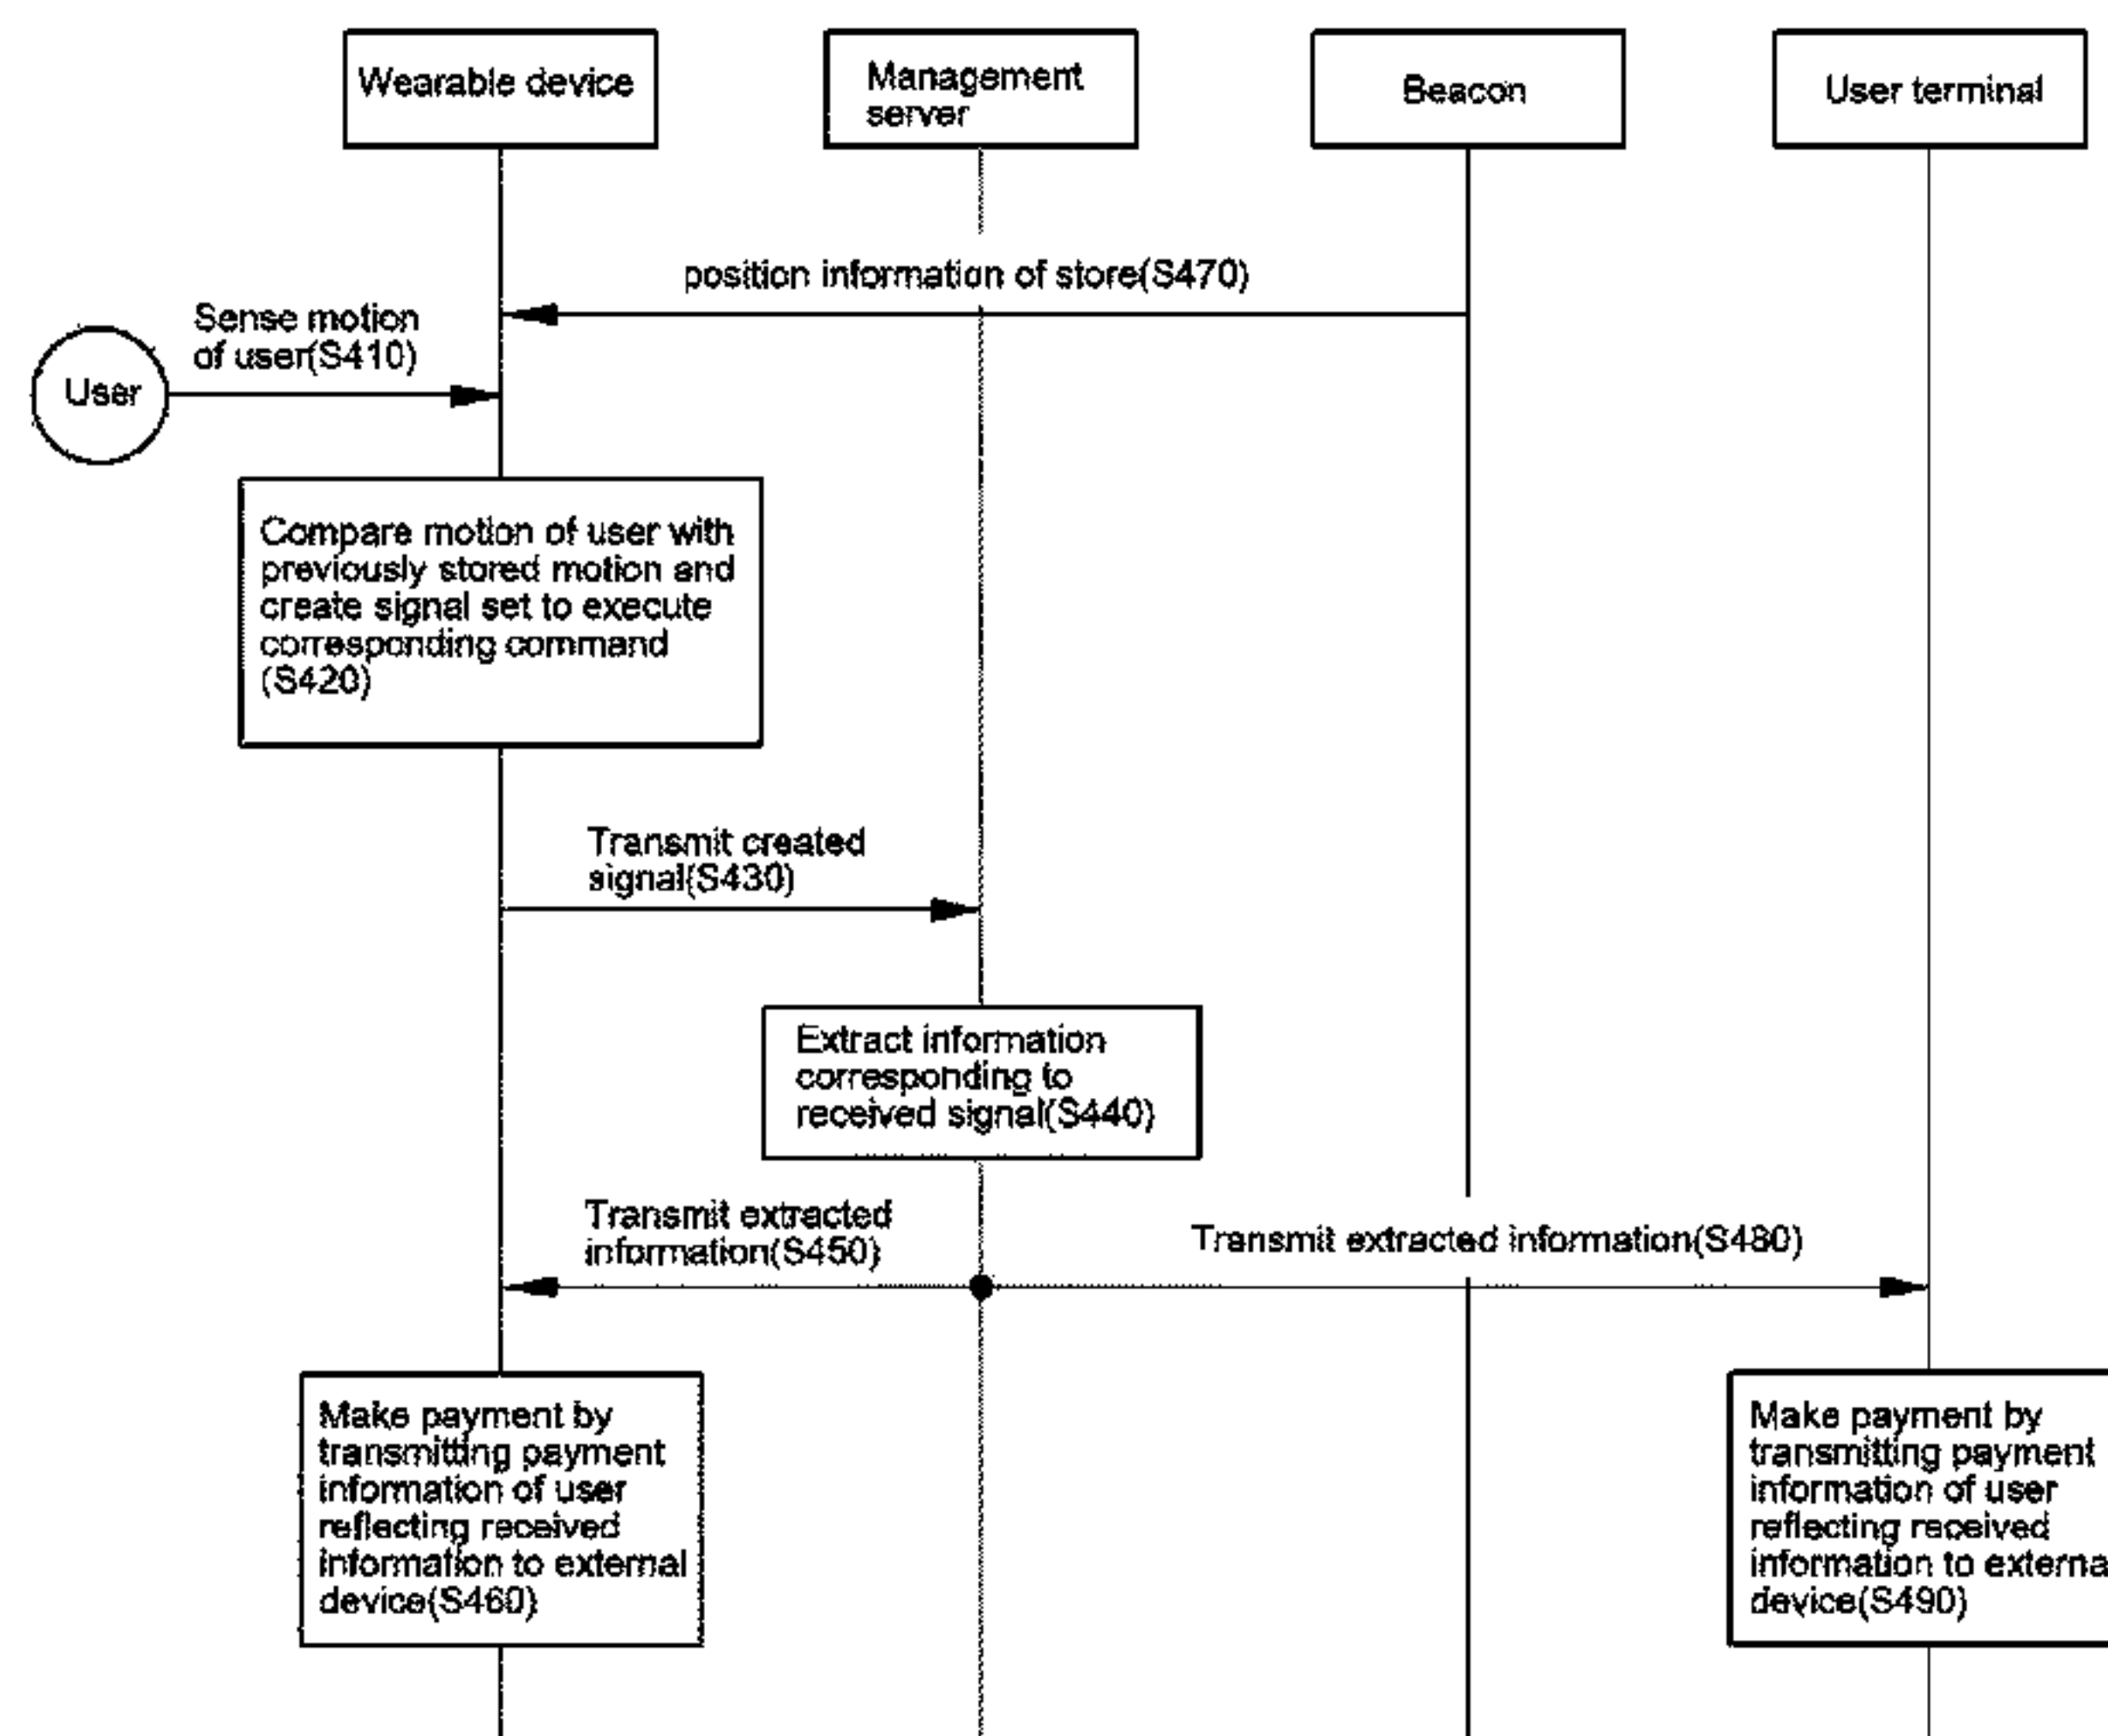 Wearable device
Management
server
Beacon
User terminal
position information of store(S470)
Sense motion
of user(S410)
User
Compare motion of user with
previously stored motion and
create signal set to execute
corresponding command
(S420)
Transmit created
signal(S430)
Extract information
corresponding to
received signal(S440)
Transmit extracted
information(S450)
Transmit extracted information(S480)
Make payment by
transmitting payment
information of user
reflecting received
information to external
device(S460)
Make payment by
transmitting payment
information of user
reflecting received
information to externa
device(S490)